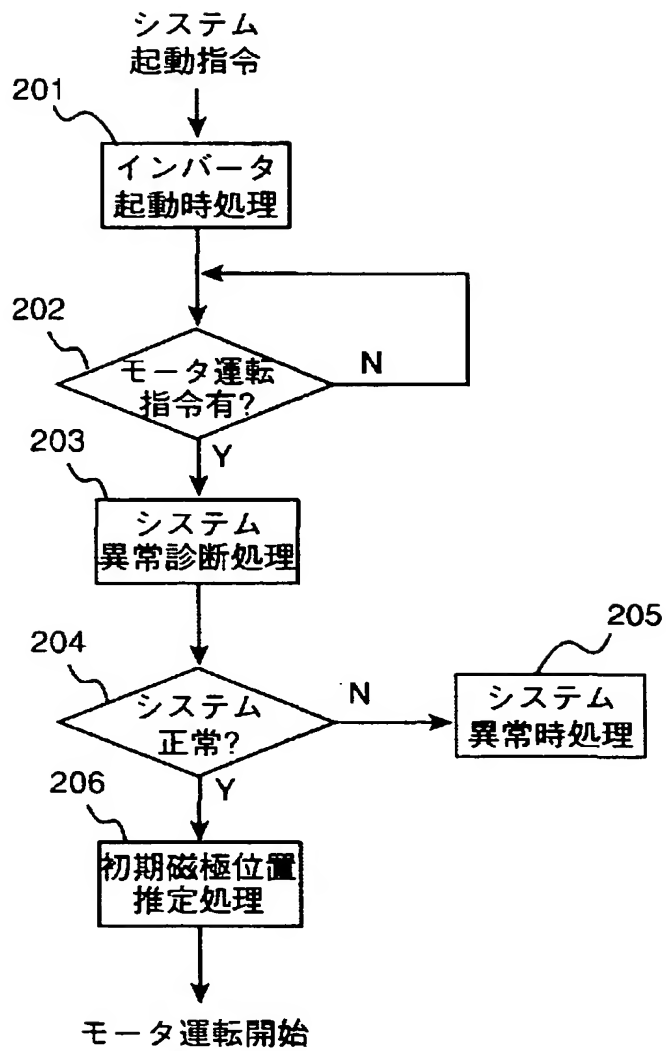 システム
起動指令
201
インバータ
起動時処理
202
モータ運転
指令有?
N
Y
203
システム
異常診断処理
204
システム
正常?
N
205
システム
異常時処理
Y
206
初期磁極位置
推定処理
モータ運転開始